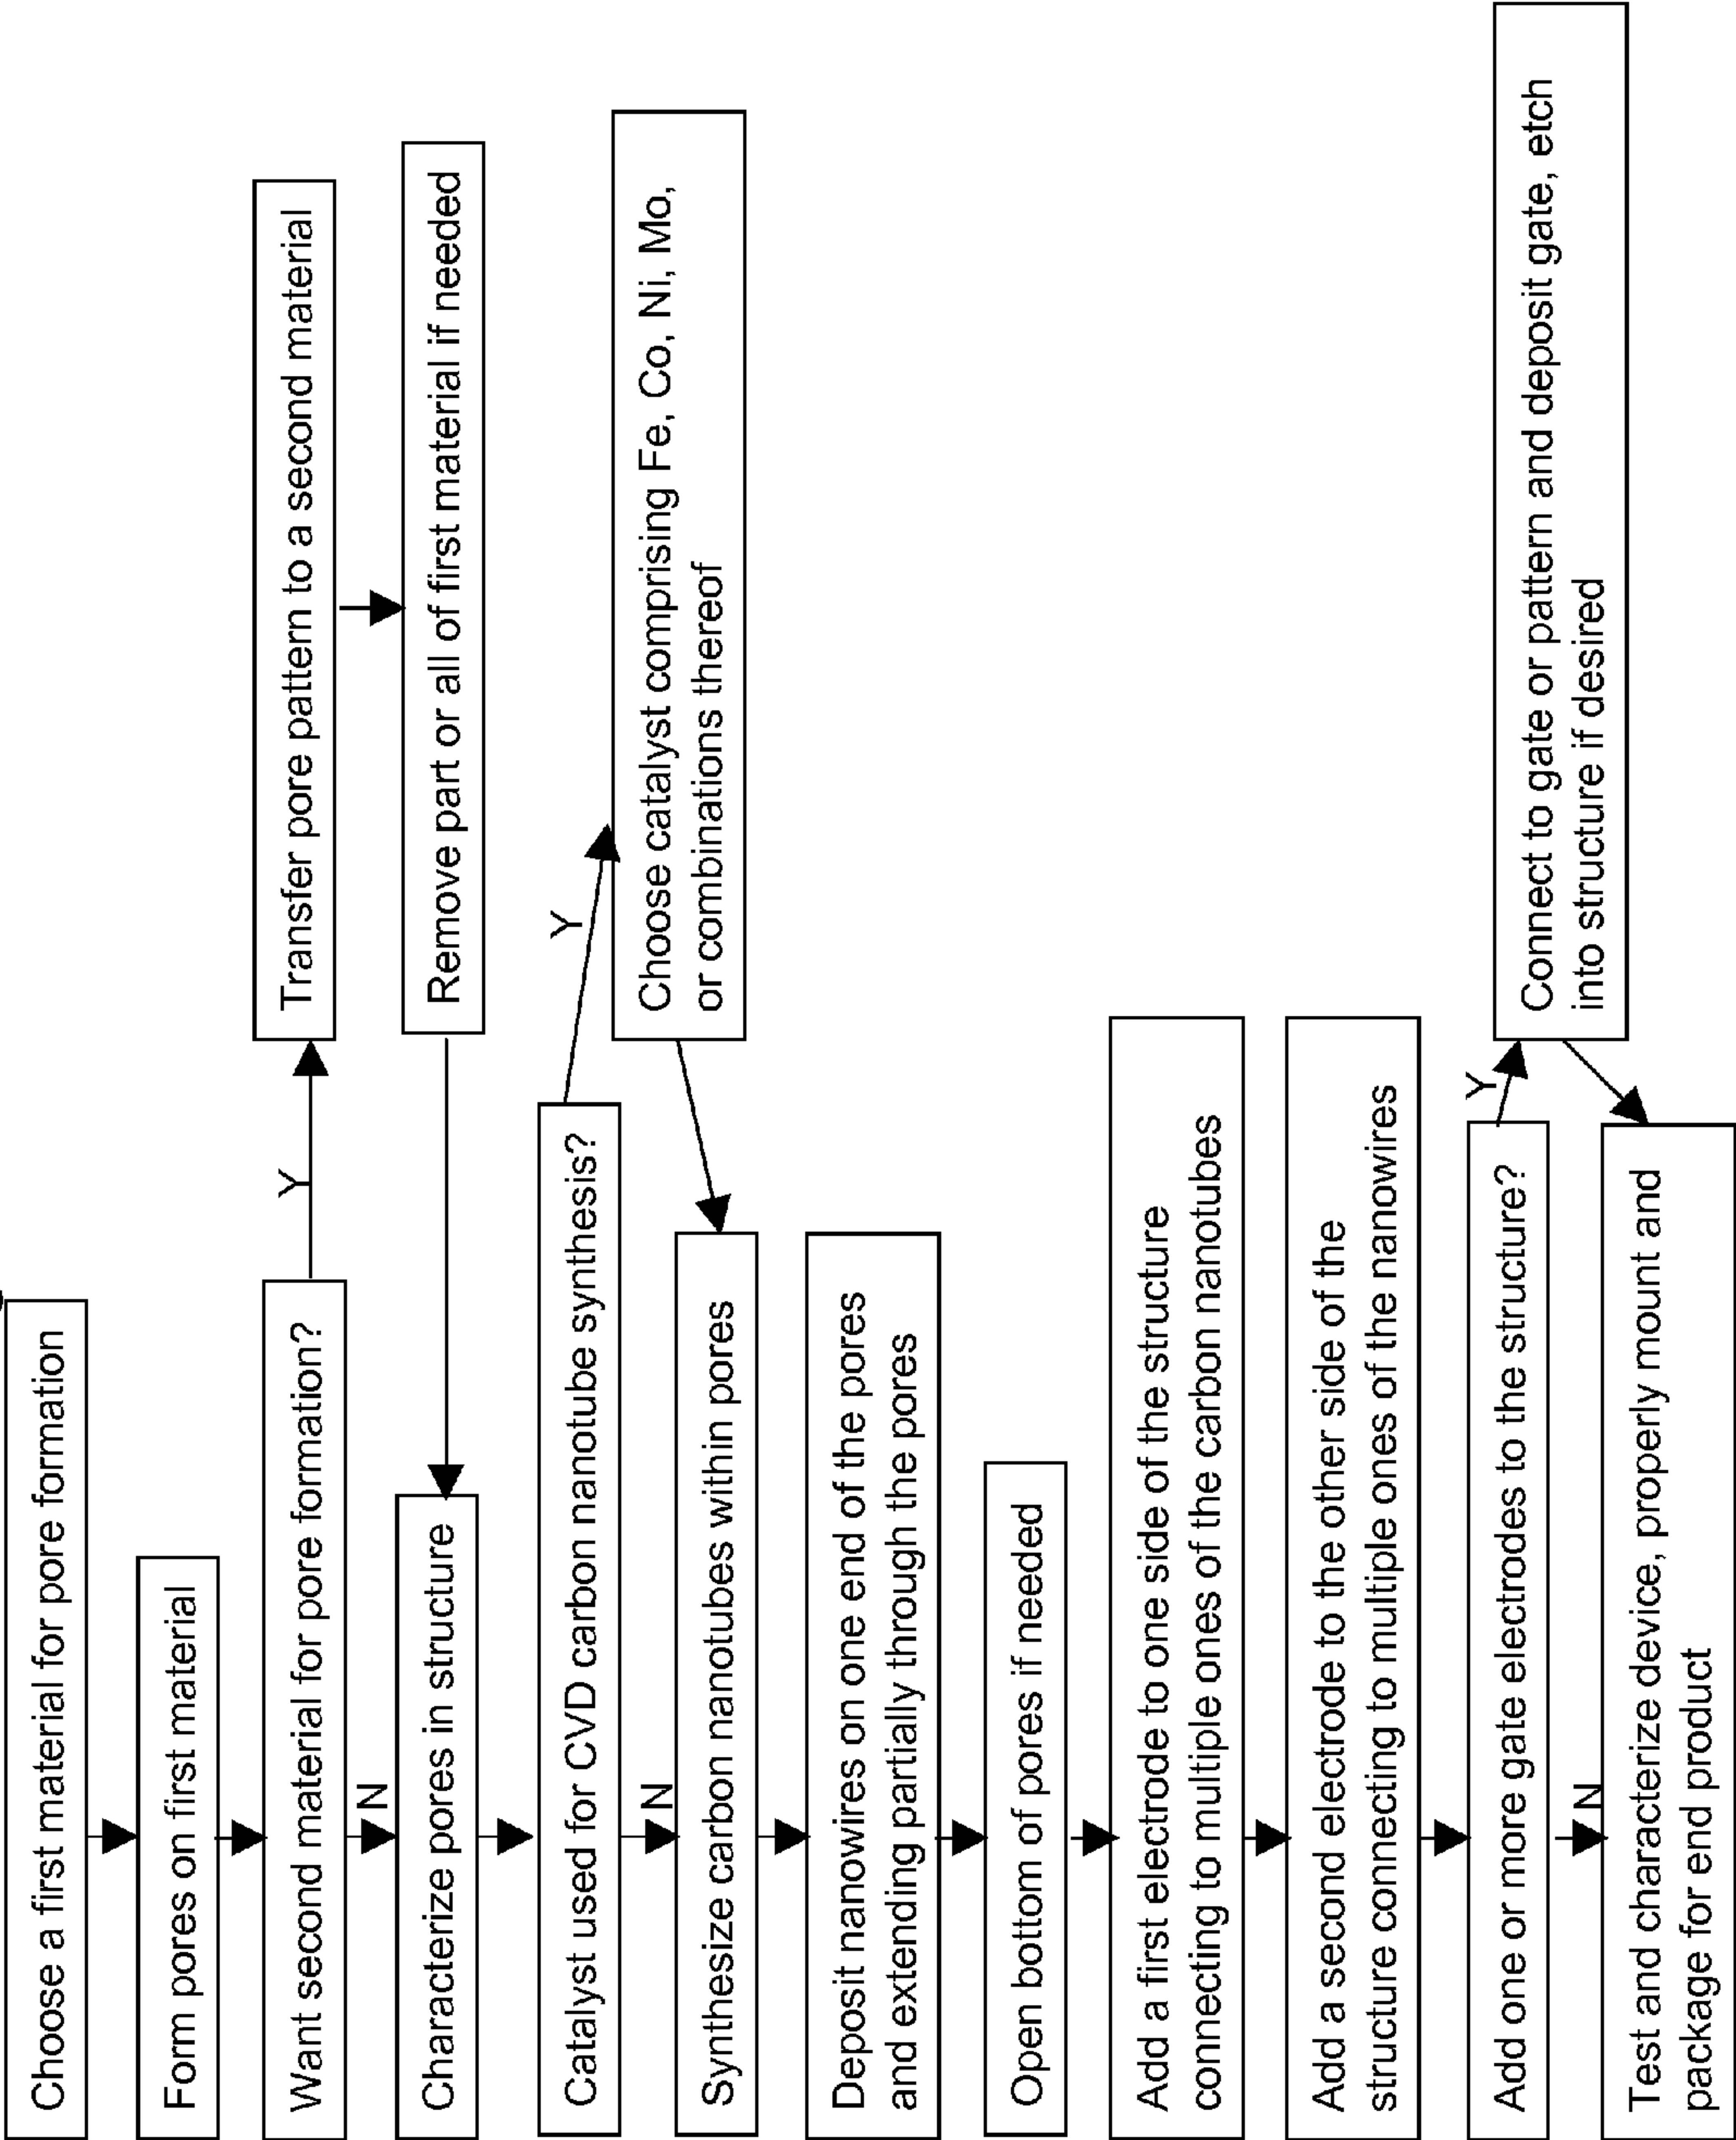 Choose a first material for pore formation
Form pores on first material
Want second material for pore formation?
Y
Transfer pore pattern to a second material
Remove part or all of first material if needed
N
Characterize pores in structure
Catalyst used for CVD carbon nanotube synthesis?
Y
Choose catalyst comprising Fe, Co, Ni, Mo,
or combinations thereof
N
Synthesize carbon nanotubes within pores
Deposit nanowires on one end of the pores
and extending partially through the pores
Open bottom of pores if needed
Add a first electrode to one side of the structure
connecting to multiple ones of the carbon nanotubes
Add a second electrode to the other side of the
structure connecting to multiple ones of the nanowires
Add one or more gate electrodes to the structure?
Y
Connect to gate or pattern and deposit gate, etch
into structure if desired
N
Test and characterize device, properly mount and
package for end product